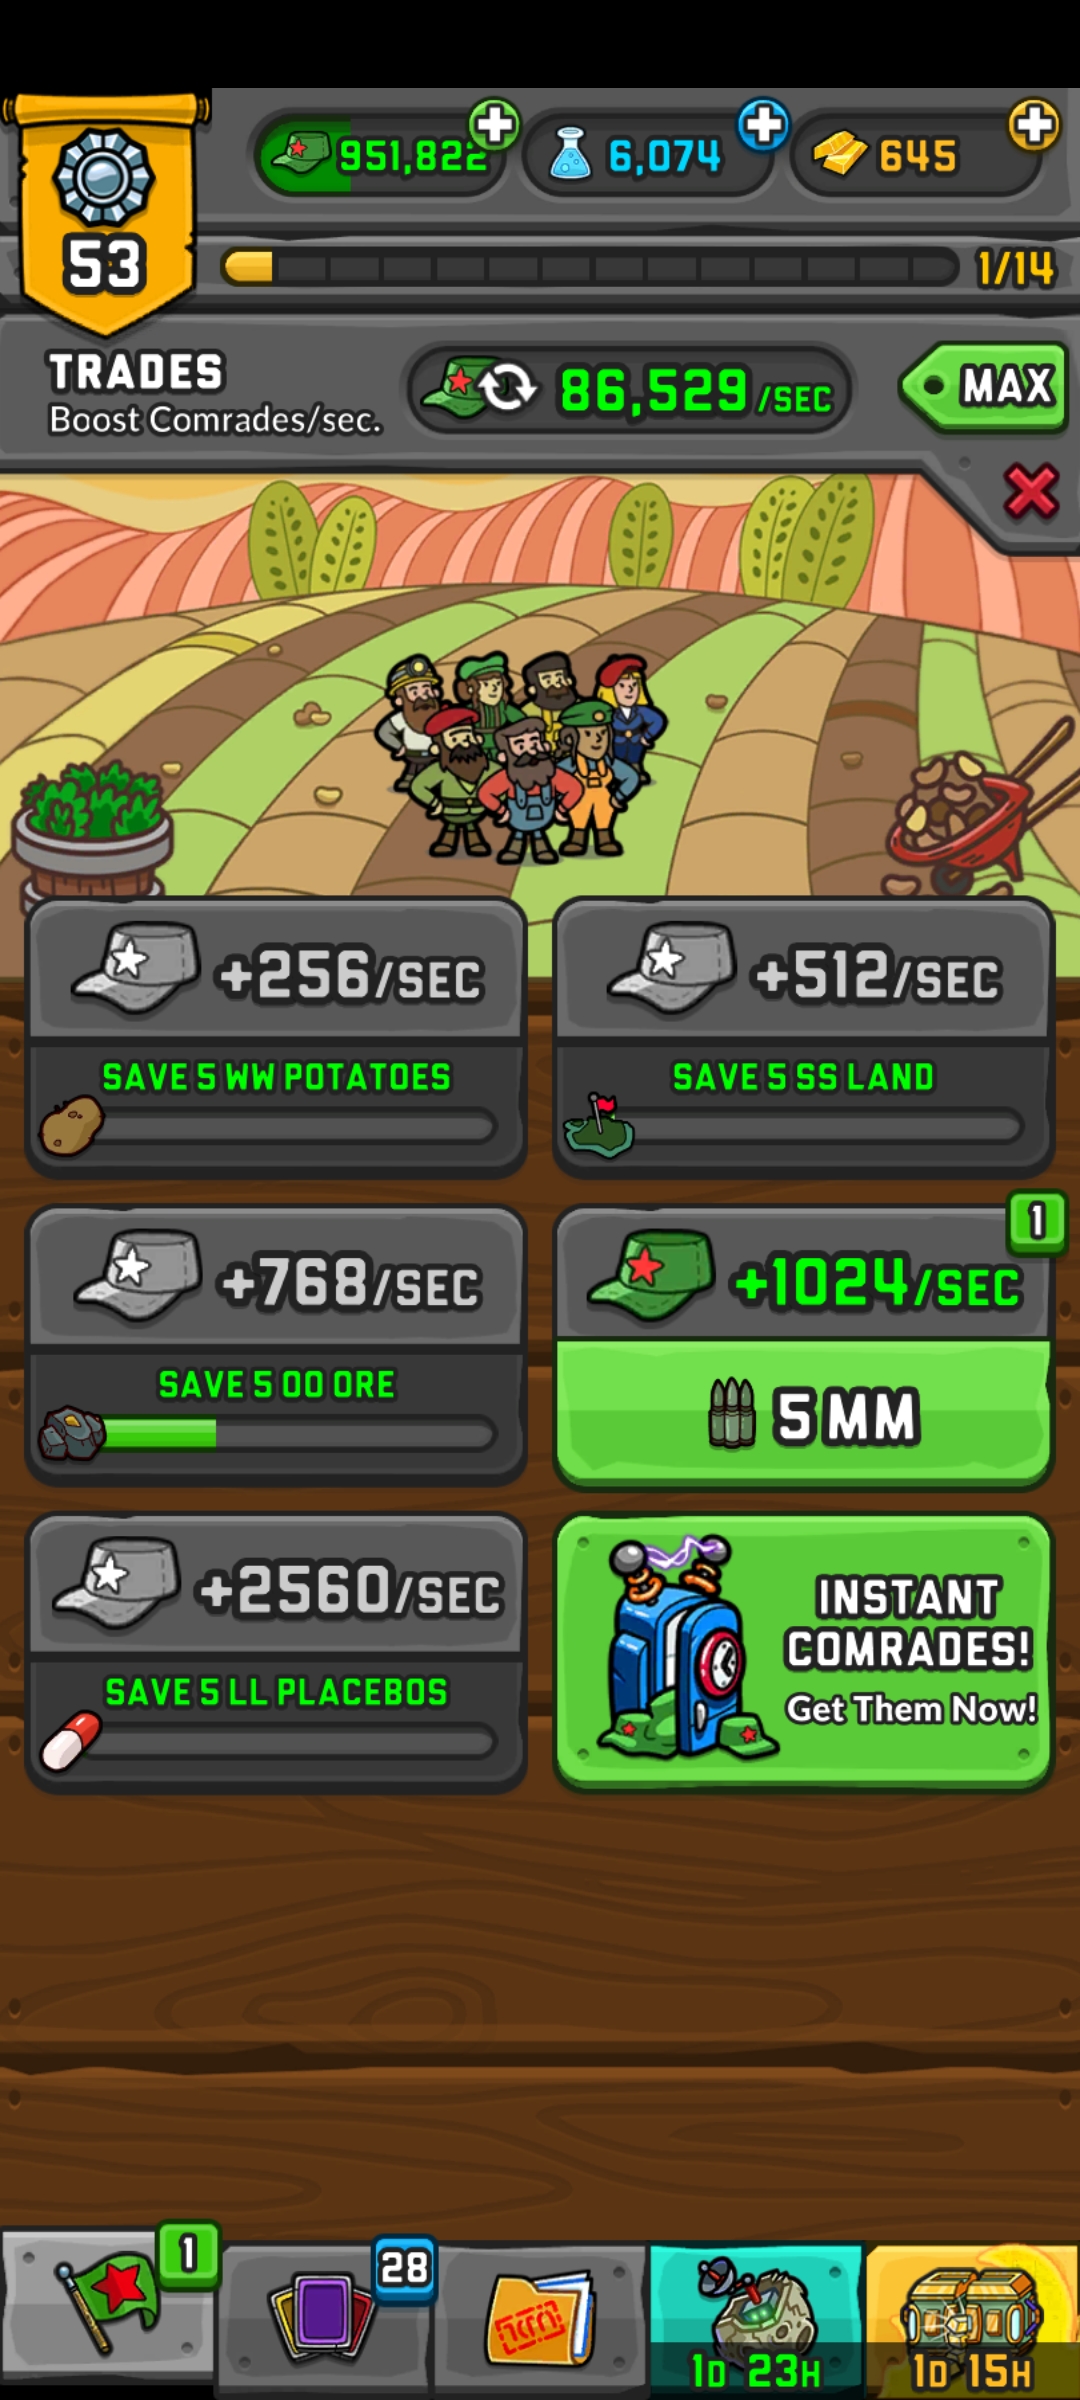 951,822
6,074
645
53
1/14
TRADES
Boost Comrades/sec.
86,529/SEC
MAX
+256/SEC
SAVE 5 WW POTATOES
+512/SEC
SAVE 5 SS LAND
+768/SEC
SAVE 5 OO ORE
1
+1024/SEC
5 MM
+2560/SEC
SAVE 5 LL PLACEBOS
INSTANT
COMRADES!
Get Them Now!
1
28
1D 23H
1D 15H